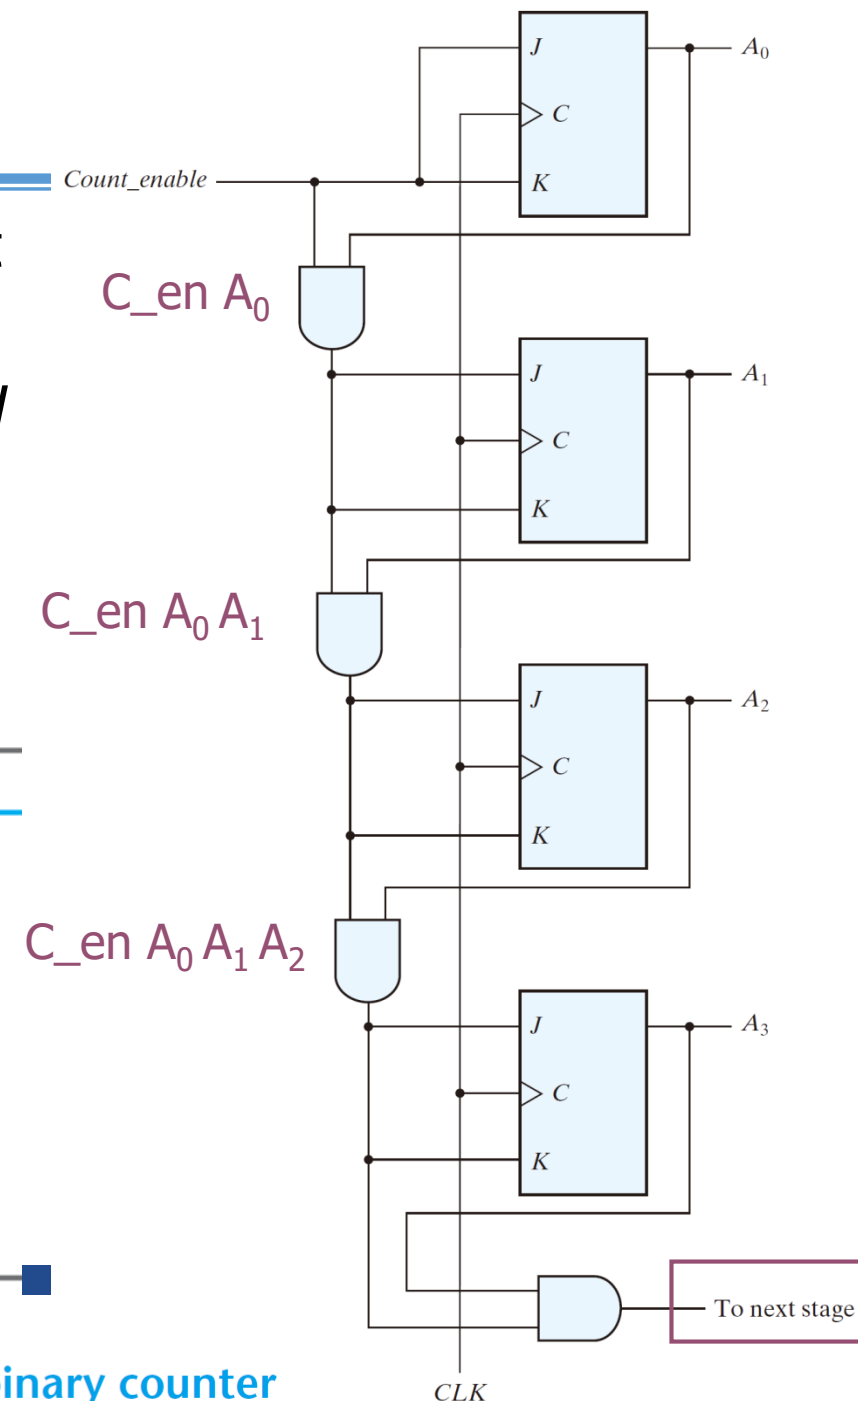 J A₀
C
Count_enable K
t
C_en A₀
J A₁
C
K
C_en A₀ A₁
J A₂
C
K
C_en A₀ A₁ A₂
J A₃
C
K
To next stage
binary counter
CLK